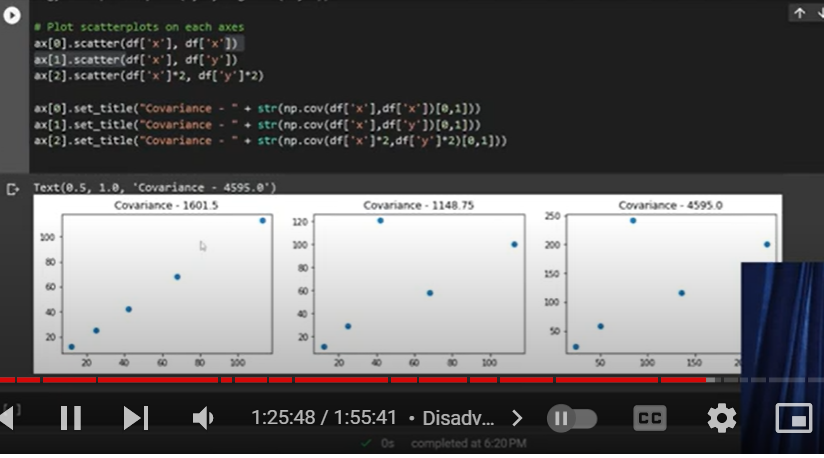 # Plot scatterplots on each axes
ax[0].scatter(df['x'], df['x'])
ax[1].scatter(df['x'], df['y'])
ax[2].scatter(df['x']*2, df['y']*2)
ax[0].set_title("Covariance - " + str(np.cov(df['x'],df['x'])[0,1]))
ax[1].set_title("Covariance - " + str(np.cov(df['x'],df['y'])[0,1]))
ax[2].set_title("Covariance - " + str(np.cov(df['x']*2,df['y']*2)[0,1]))
Text(0.5, 1.0, 'Covariance - 4595.0')
Covariance - 1601.5
100
80
60
40
20
20 40 60 80 100
Covariance - 1148.75
120
100
80
60
40
20
20 40 60 80 100
Covariance - 4595.0
250
200
150
100
50
50 100 150
1:25:48 / 1:55:41 • Disadv... >
CC
0s completed at 6:20 PM